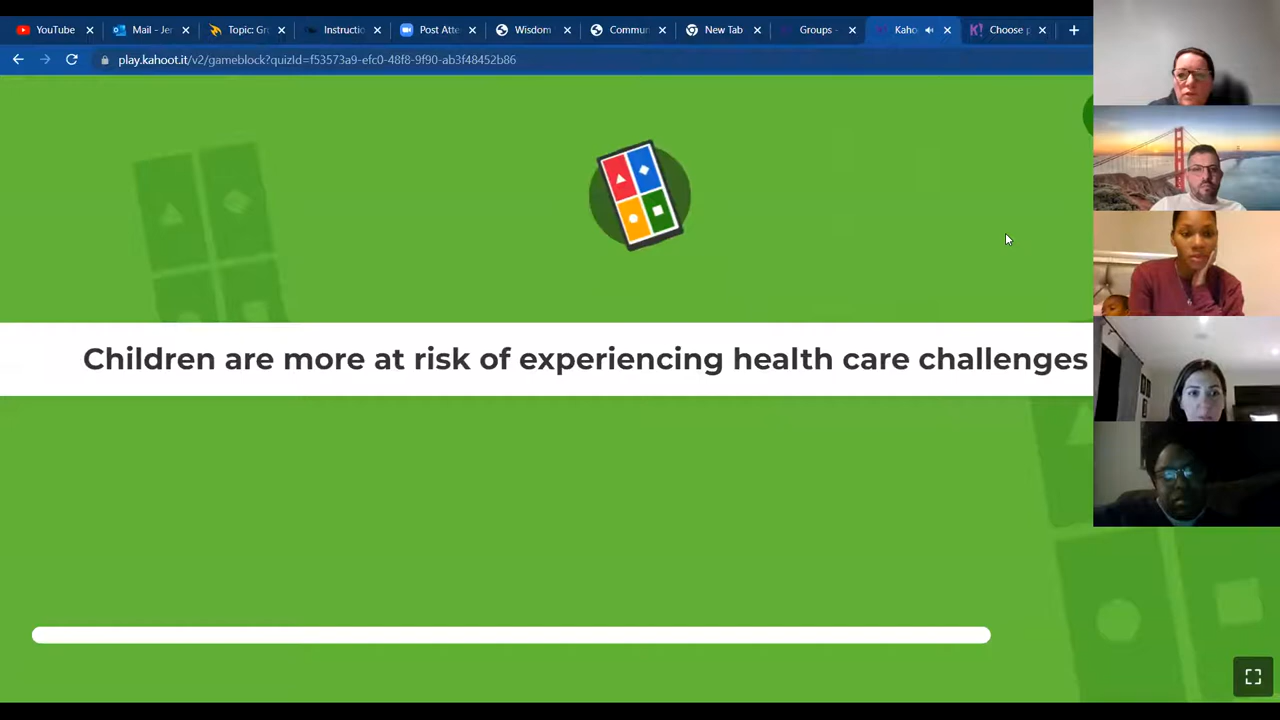 YouTube
Mail - Jer
Topic: Gr
Instructio
Post Atte
Wisdom
Commun
New Tab
Groups -
Kaho
Choose p
play.kahoot.it/v2/gameblock?quizId=f53573a9-efc0-48f8-9f90-ab3f48452b86
Children are more at risk of experiencing health care challenges